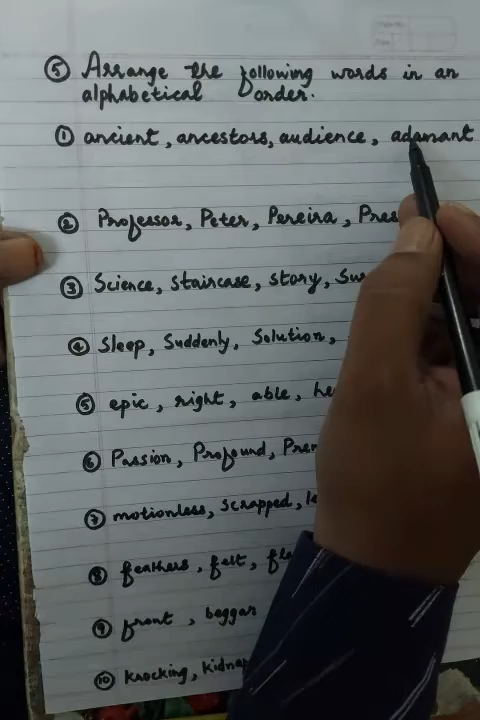 ⑤ Arrange the following words in an
alphabetical order.
① ancient, ancestors, audience, adamant
② Professor, Peter, Pereira,
③ Science, staircase, story,
④ Sleep, Suddenly, Solution,
⑤ epic, right, able,
⑥ Passion, Profound,
⑦ motionless, scrapped,
⑧ feathers, felt,
⑨ front, beggar
⑩ knocking,